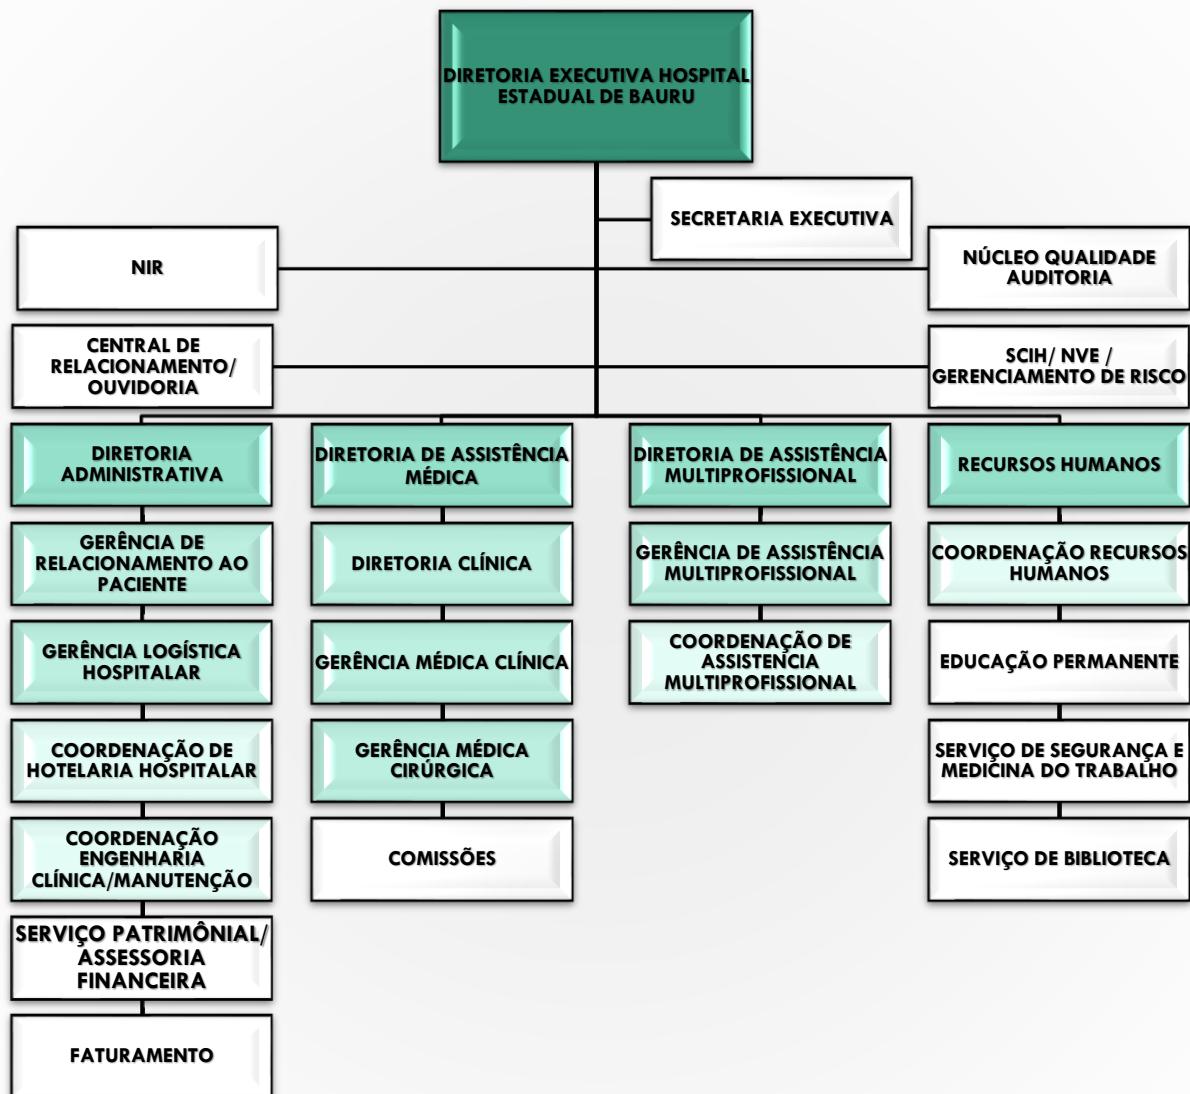 DIRETORIA EXECUTIVA HOSPITAL
ESTADUAL DE BAURU
SECRETARIA EXECUTIVA
NIR
NÚCLEO QUALIDADE
AUDITORIA
CENTRAL DE
RELACIONAMENTO/
OUVIDORIA
SCIH/ NVE /
GERENCIAMENTO DE RISCO
DIRETORIA
ADMINISTRATIVA
DIRETORIA DE ASSISTÊNCIA
MÉDICA
DIRETORIA DE ASSISTÊNCIA
MULTIPROFISSIONAL
RECURSOS HUMANOS
GERÊNCIA DE
RELACIONAMENTO AO
PACIENTE
DIRETORIA CLÍNICA
GERÊNCIA DE ASSISTÊNCIA
MULTIPROFISSIONAL
COORDENAÇÃO RECURSOS
HUMANOS
GERÊNCIA LOGÍSTICA
HOSPITALAR
GERÊNCIA MÉDICA CLÍNICA
COORDENAÇÃO DE
ASSISTENCIA
MULTIPROFISSIONAL
EDUCAÇÃO PERMANENTE
COORDENAÇÃO DE
HOTELARIA HOSPITALAR
GERÊNCIA MÉDICA
CIRÚRGICA
SERVIÇO DE SEGURANÇA E
MEDICINA DO TRABALHO
COORDENAÇÃO
ENGENHARIA
CLÍNICA/MANUTENÇÃO
COMISSÕES
SERVIÇO DE BIBLIOTECA
SERVIÇO PATRIMÔNIAL/
ASSESSORIA
FINANCEIRA
FATURAMENTO